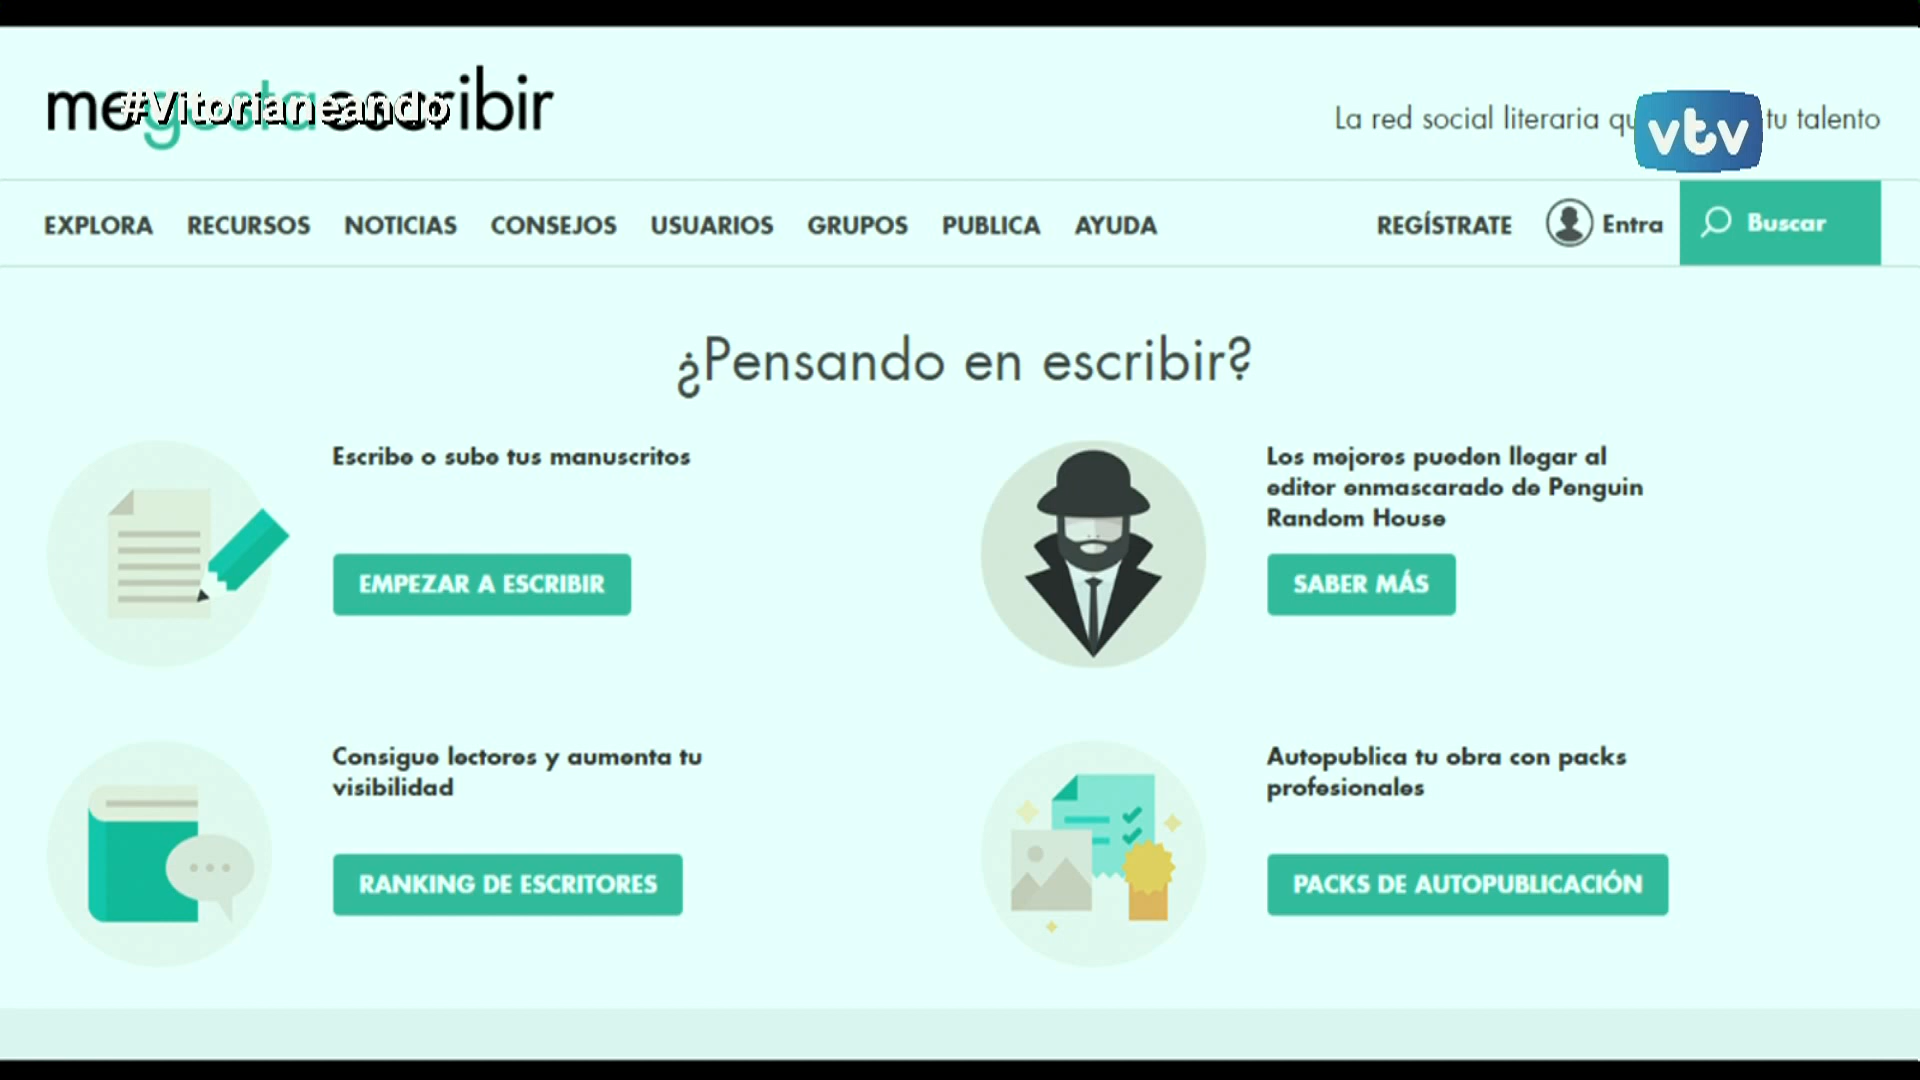 megustaescribir
#Vitorianeando
La red social literaria tu talento
vtv
EXPLORA RECURSOS NOTICIAS CONSEJOS USUARIOS GRUPOS PUBLICA AYUDA REGÍSTRATE Entra Buscar
¿Pensando en escribir?
Escribe o sube tus manuscritos
EMPEZAR A ESCRIBIR
Los mejores pueden llegar al
editor enmascarado de Penguin
Random House
SABER MÁS
Consigue lectores y aumenta tu
visibilidad
RANKING DE ESCRITORES
Autopublica tu obra con packs
profesionales
PACKS DE AUTOPUBLICACIÓN